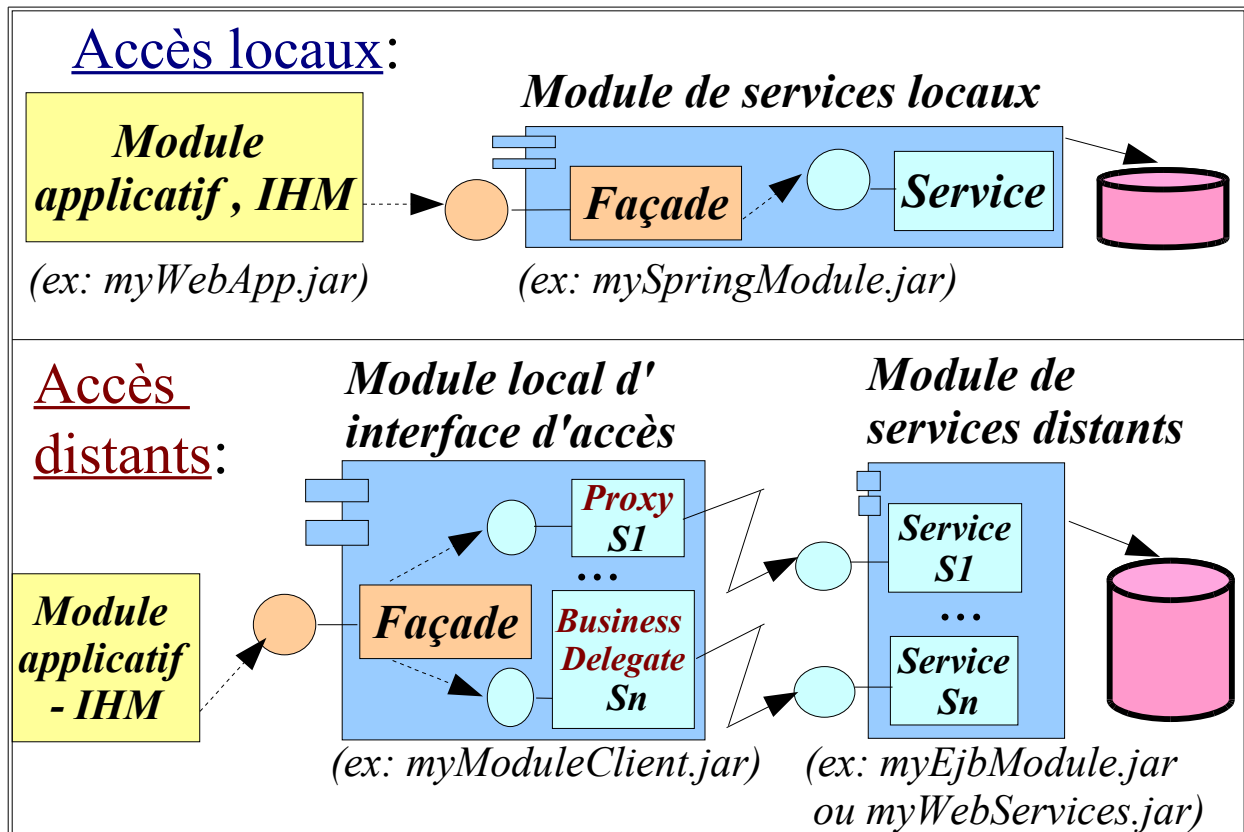 Accès locaux:
Module
applicatif , IHM
(ex: myWebApp.jar)
Module de services locaux
Façade
Service
(ex: mySpringModule.jar)
Accès
distants:
Module
applicatif
- IHM
Module local d'
interface d'accès
Proxy
S1
...
Façade
Business
Delegate
Sn
(ex: myModuleClient.jar)
Module de
services distants
Service
S1
...
Service
Sn
(ex: myEjbModule.jar
ou myWebServices.jar)